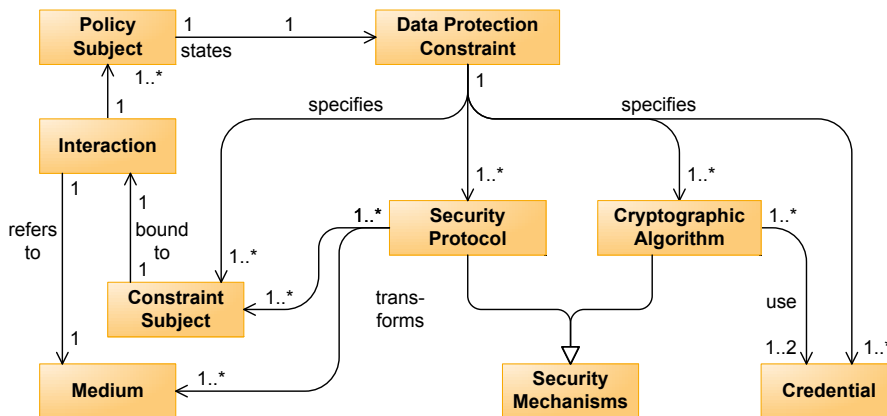 Policy
Subject
1
1
states
Data Protection
Constraint
1..*
1
1
specifies
specifies
Interaction
1
1
refers
to
bound
to
1
1..*
1..*
1..*
Security
Protocol
1..*
Cryptographic
Algorithm
1..*
1..*
Constraint
Subject
1..*
trans-
forms
use
1
1..2
1..*
Medium
1..*
Security
Mechanisms
Credential